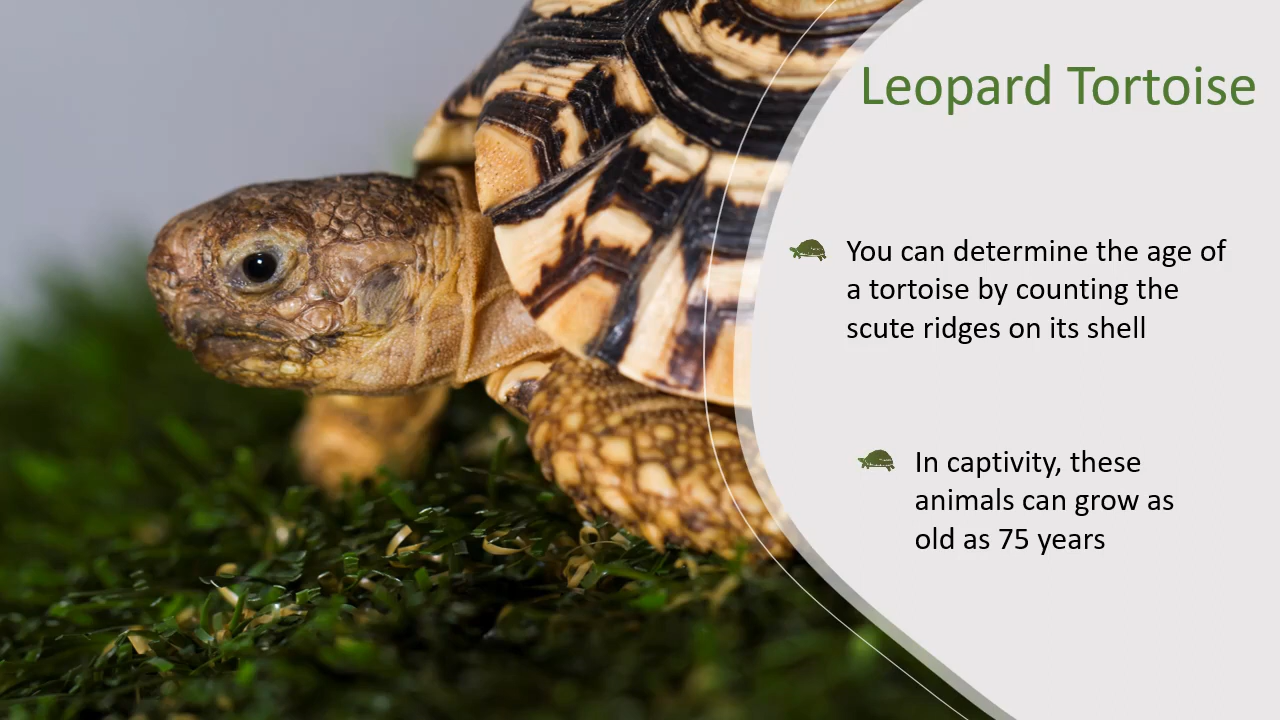 Leopard Tortoise
You can determine the age of
a tortoise by counting the
scute ridges on its shell
In captivity, these
animals can grow as
old as 75 years